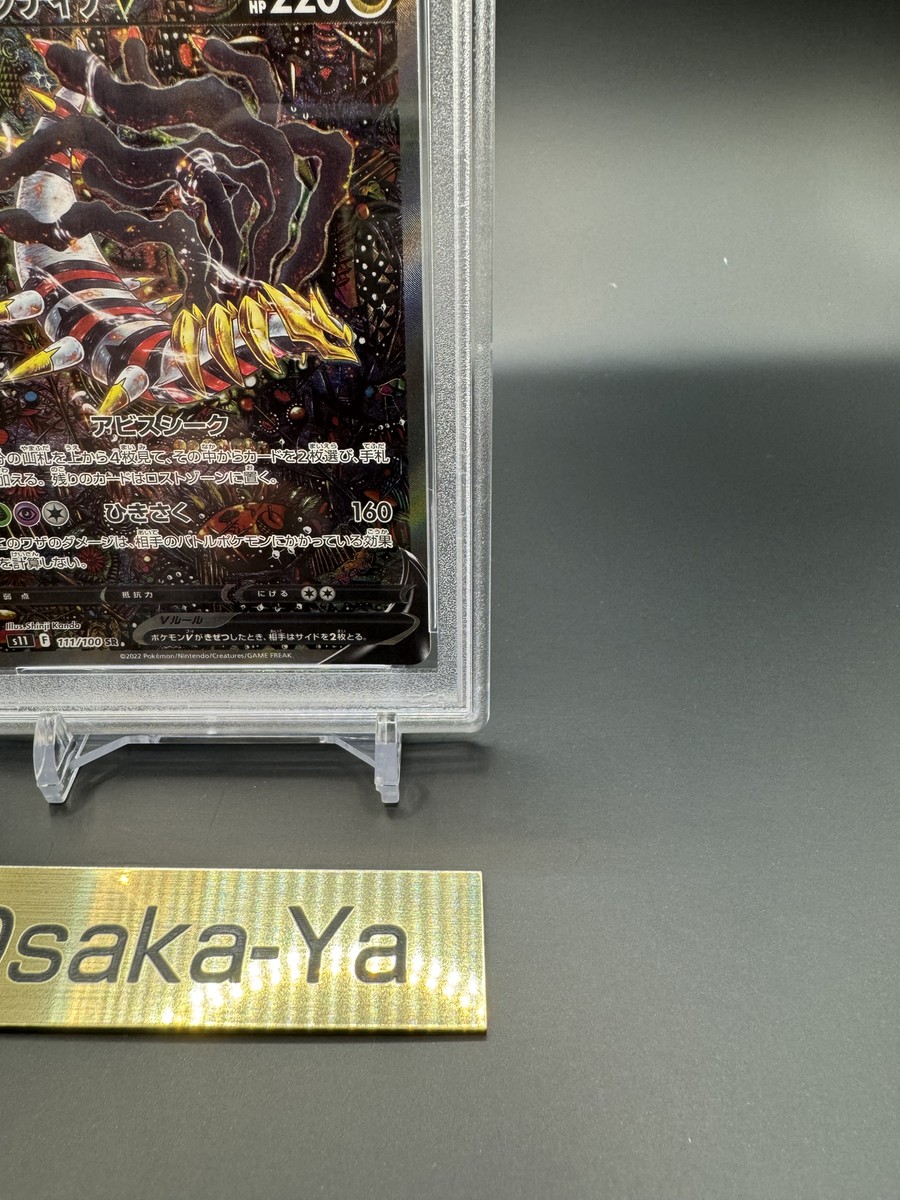 ラティナV HP 220
アビスシーク
の山札を上から4枚見て、その中からカードを2枚選び、手札
加える。残りのカードはロストゾーンに置く。
ひきさく 160
このワザのダメージは、相手のバトルポケモンにかかっている効果
を計算しない。
弱点 抵抗力 にげる
Illus.Shinji Kanda
Vルール
s11 F 111/100 SR
ポケモンVがきぜつしたとき、相手はサイドを2枚とる。
©2022 Pokémon/Nintendo/Creatures/GAME FREAK.
Osaka-Ya